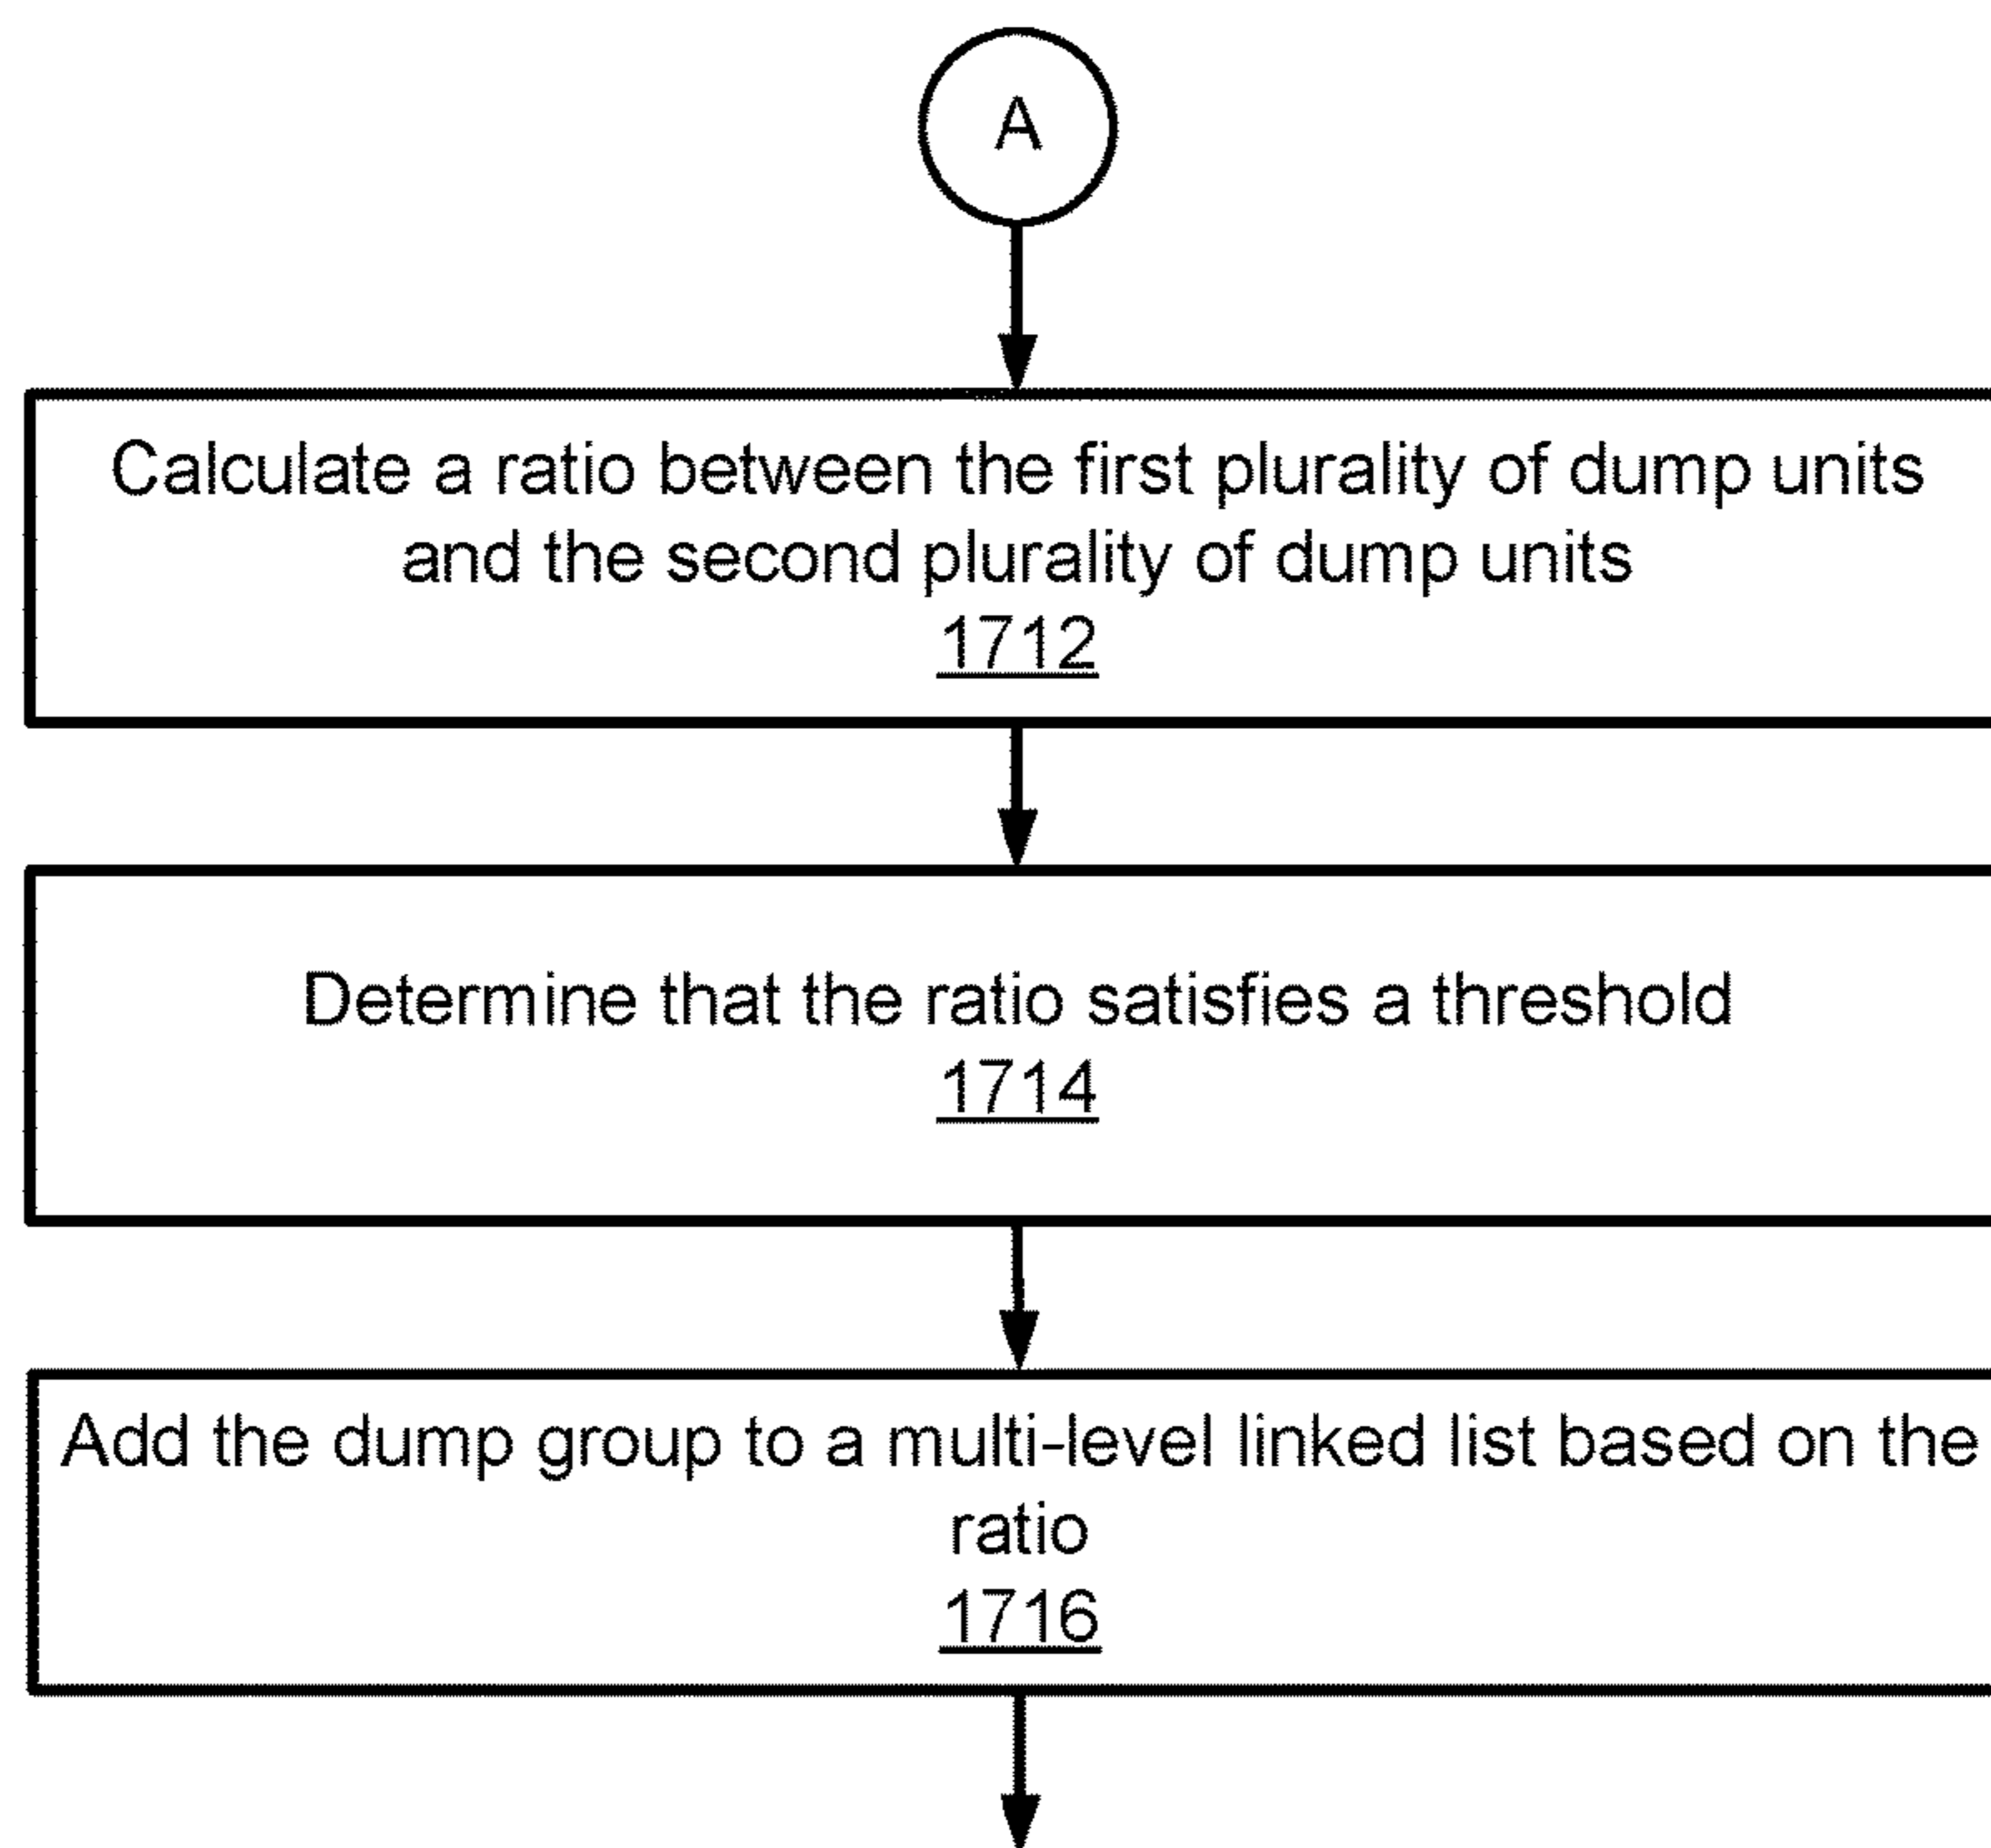 A
Calculate a ratio between the first plurality of dump units
and the second plurality of dump units
1712
Determine that the ratio satisfies a threshold
1714
Add the dump group to a multi-level linked list based on the
ratio
1716